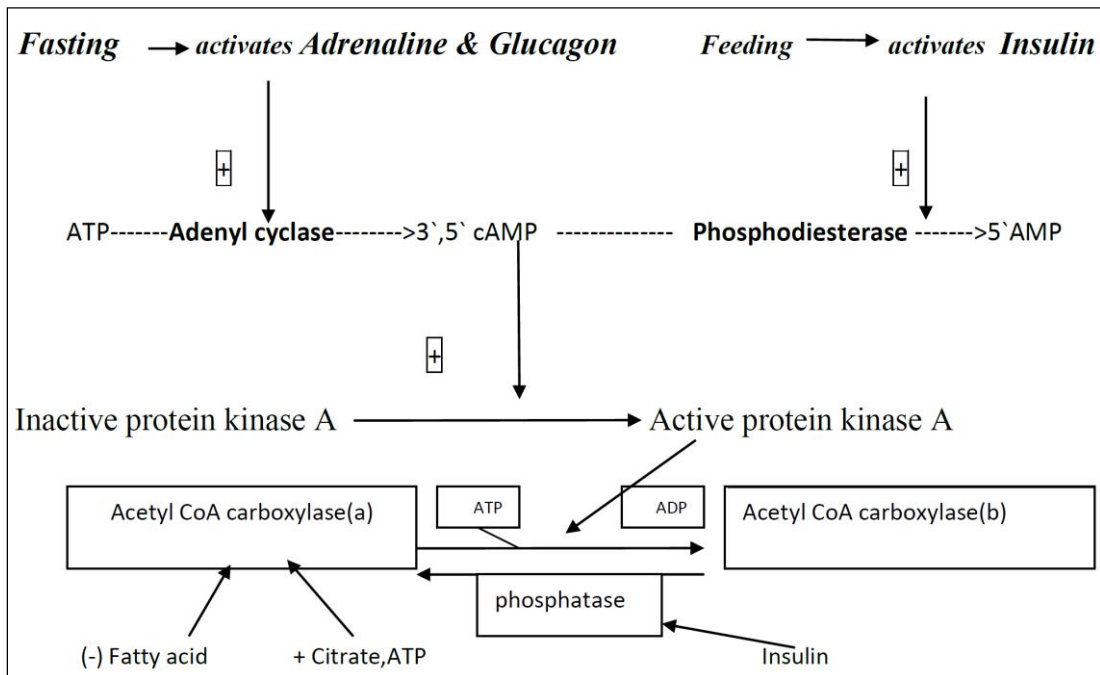 Fasting activates Adrenaline & Glucagon Feeding activates Insulin
+ +
ATP-------Adenyl cyclase-------->3`,5` cAMP -------------- Phosphodiesterase ------->5`AMP
+
Inactive protein kinase A Active protein kinase A
Acetyl CoA carboxylase(a) ATP ADP Acetyl CoA carboxylase(b)
phosphatase
(-) Fatty acid + Citrate,ATP Insulin